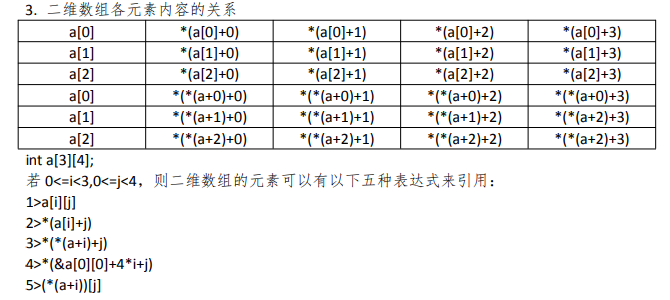 3. 二维数组各元素内容的关系
a[0] *(a[0]+0) *(a[0]+1) *(a[0]+2) *(a[0]+3)
a[1] *(a[1]+0) *(a[1]+1) *(a[1]+2) *(a[1]+3)
a[2] *(a[2]+0) *(a[2]+1) *(a[2]+2) *(a[2]+3)
a[0] *(*(a+0)+0) *(*(a+0)+1) *(*(a+0)+2) *(*(a+0)+3)
a[1] *(*(a+1)+0) *(*(a+1)+1) *(*(a+1)+2) *(*(a+2)+3)
a[2] *(*(a+2)+0) *(*(a+2)+1) *(*(a+2)+2) *(*(a+2)+3)
int a[3][4];
若 0<=i<3,0<=j<4，则二维数组的元素可以有以下五种表达式来引用：
1>a[i][j]
2>*(a[i]+j)
3>*(*(a+i)+j)
4>*(&a[0][0]+4*i+j)
5>(*(a+i))[j]